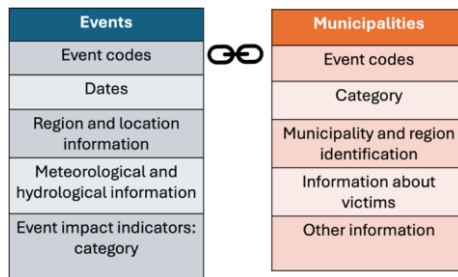 Events
Event codes
Dates
Region and location
information
Meteorological and
hydrological information
Event impact indicators:
category
Municipalities
Event codes
Category
Municipality and region
identification
Information about
victims
Other information